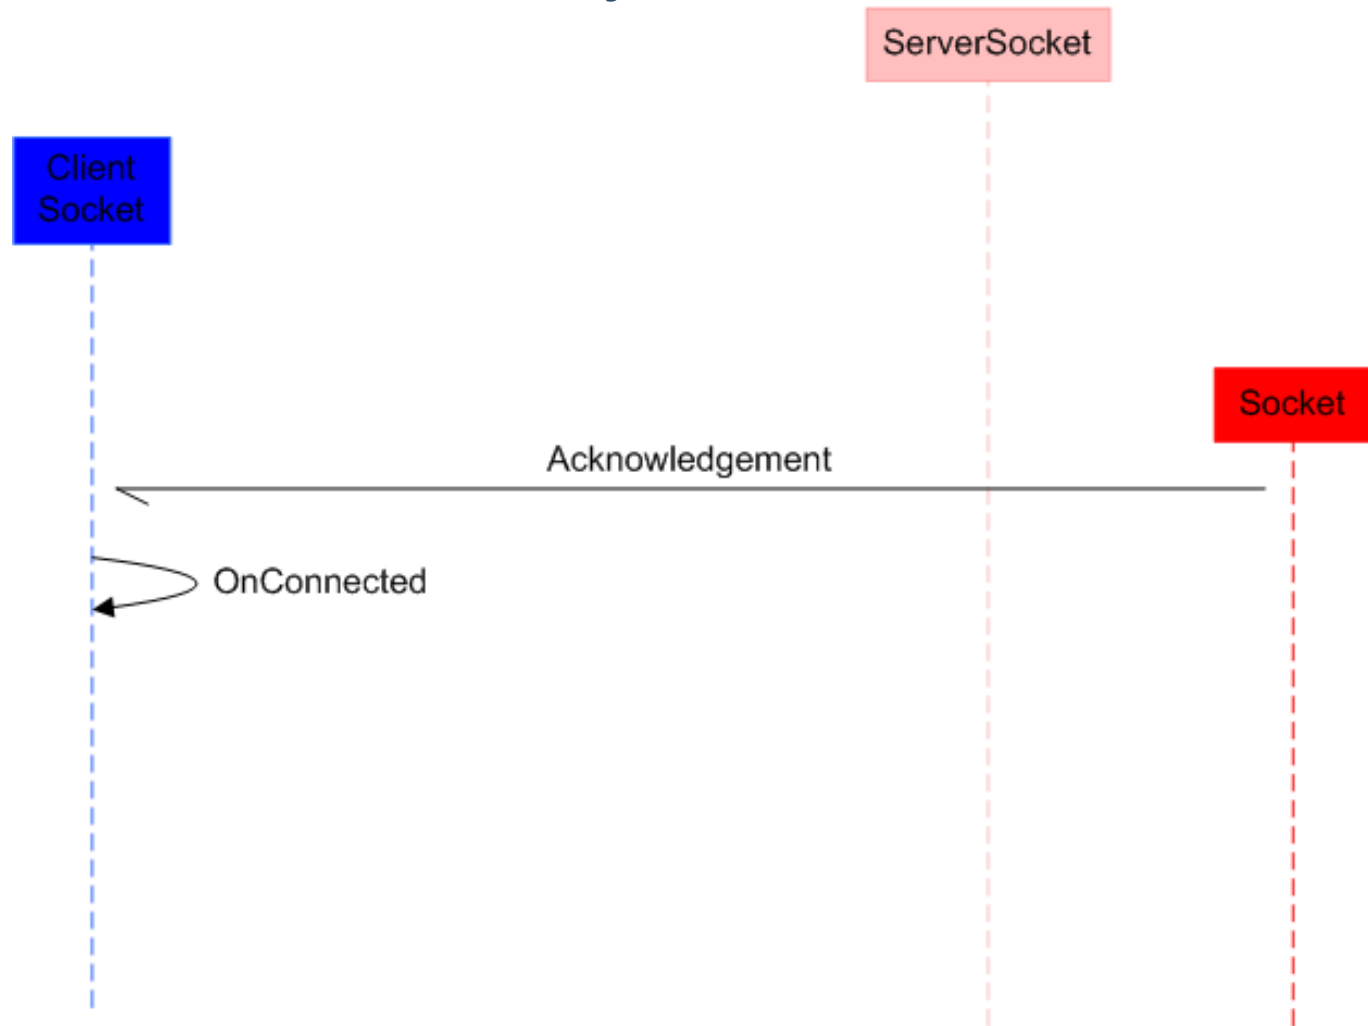 ServerSocket
Client
Socket
Socket
Acknowledgement
OnConnected